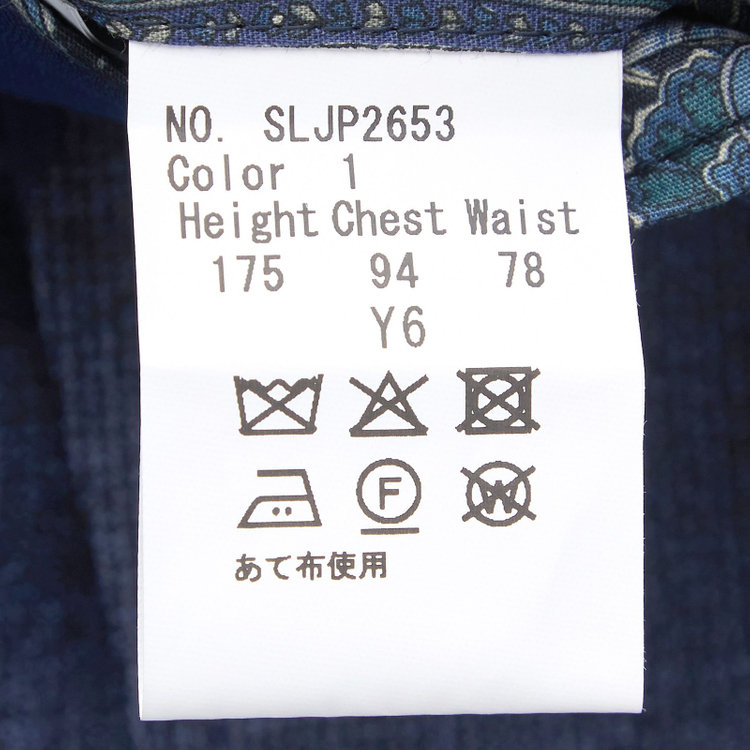 NO. SLJP2653
Color 1
Height Chest Waist
175 94 78
Y6
F W
あて布使用